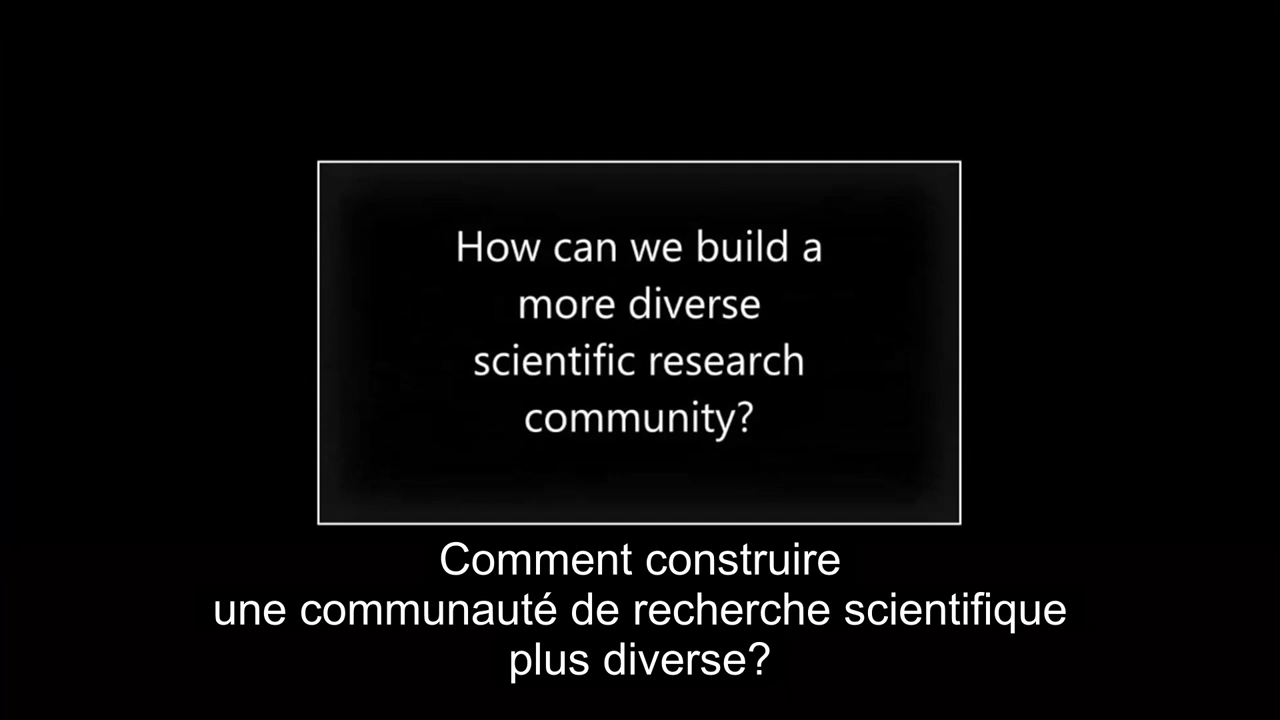 How can we build a
more diverse
scientific research
community?
Comment construire
une communauté de recherche scientifique
plus diverse?